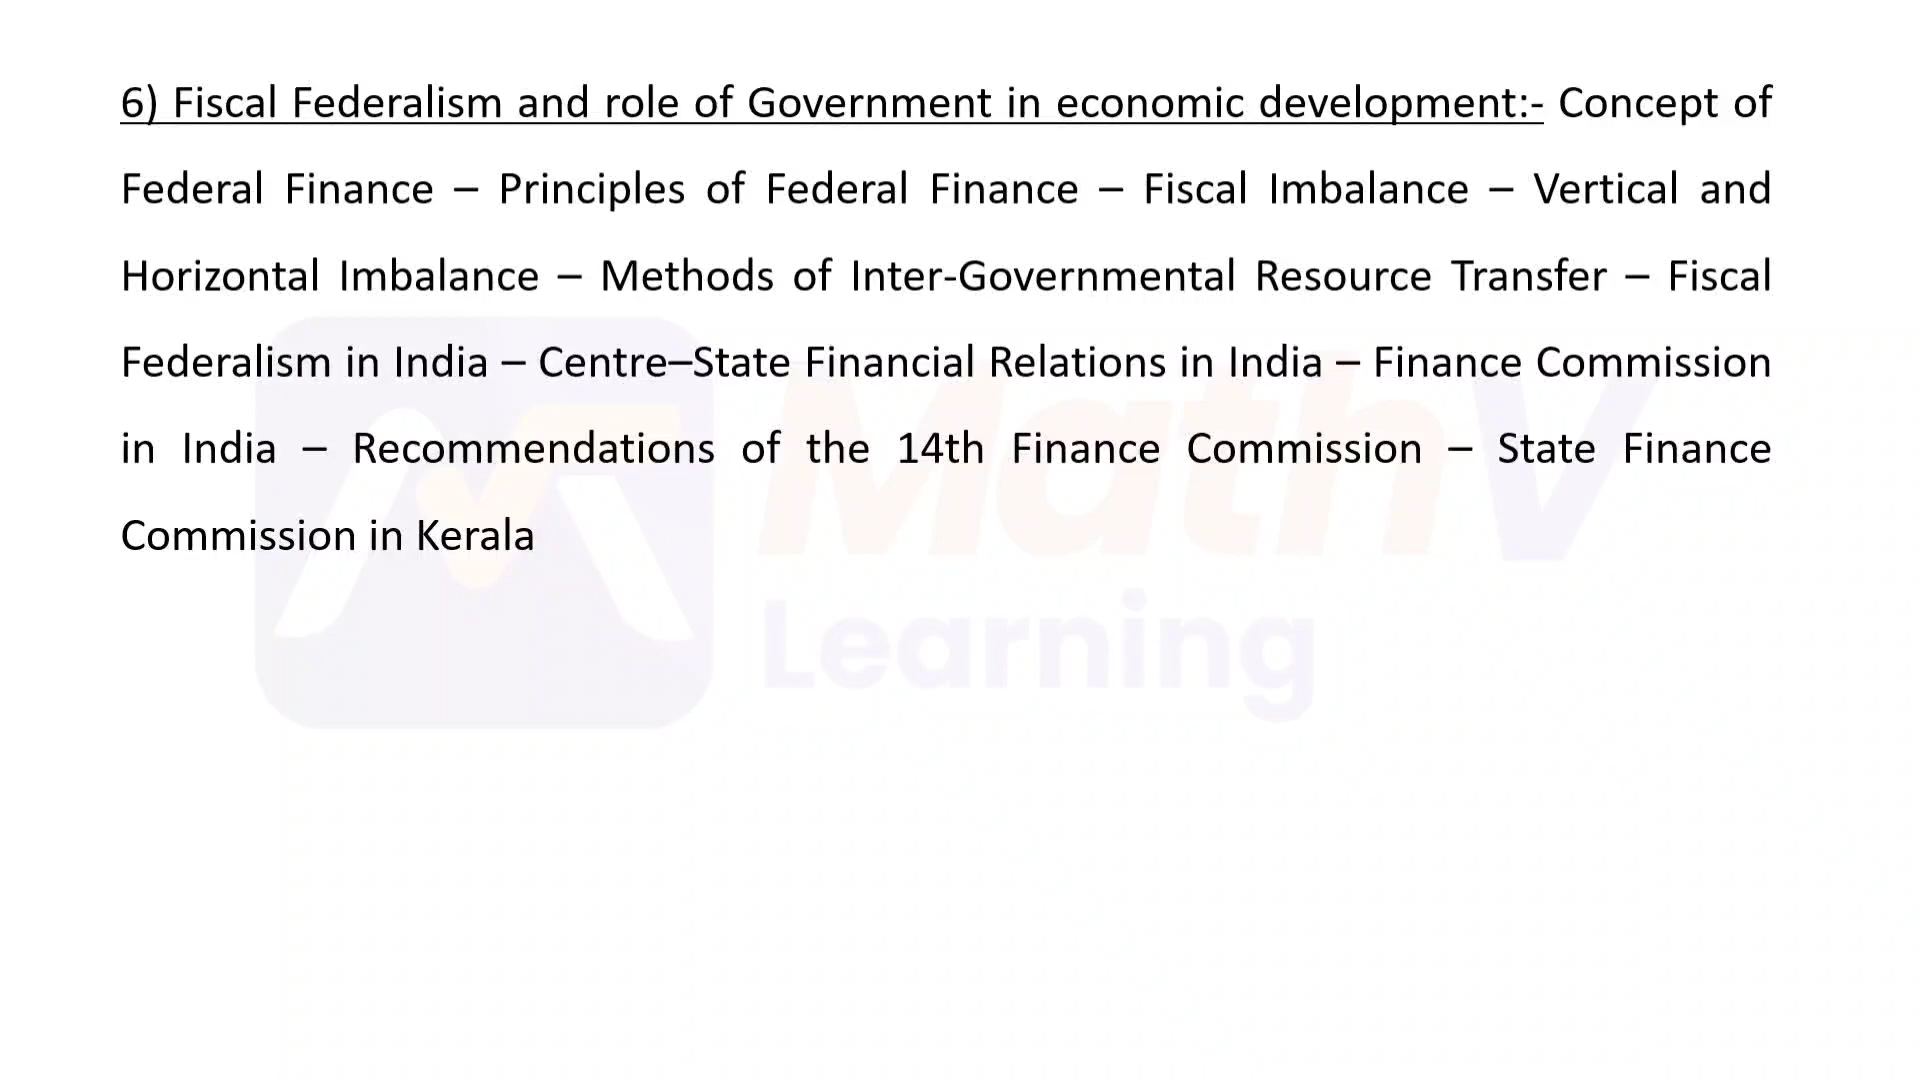 6) Fiscal Federalism and role of Government in economic development:- Concept of
Federal Finance – Principles of Federal Finance – Fiscal Imbalance – Vertical and
Horizontal Imbalance – Methods of Inter-Governmental Resource Transfer – Fiscal
Federalism in India – Centre–State Financial Relations in India – Finance Commission
in India – Recommendations of the 14th Finance Commission – State Finance
Commission in Kerala
MathV
Learning